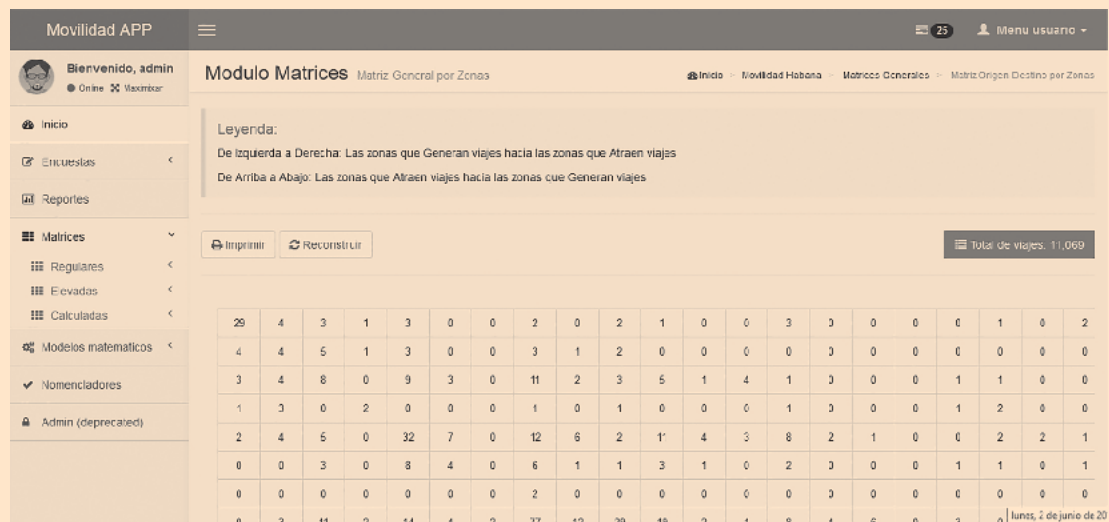 Movilidad APP
25 Menu usuario
Bienvenido, admin
Online Maximixar
Modulo Matrices Matriz General por Zonas
Inicio > Movilidad Habana > Matrices Generales > Matriz Origen Destino por Zonas
Inicio
Encuestas
Reportes
Matrices
Regulares
Elevadas
Calculadas
Modelos matematicos
Nomencladores
Admin (deprecated)
Leyenda:
De Izquierda a Derecha: Las zonas que Generan viajes hacia las zonas que Atraen viajes
De Arriba a Abajo: Las zonas que Atraen viajes hacia las zonas que Generan viajes
Imprimir Reconstruir
Total de viajes: 11,069
29 4 3 1 3 0 0 2 0 2 1 0 0 3 0 0 0 0 1 0 2
4 4 5 1 3 0 0 3 1 2 0 0 0 0 0 0 0 0 0 0 0
3 4 8 0 9 3 0 11 2 3 5 1 4 1 0 0 0 1 1 0 0
1 3 0 2 0 0 0 1 0 1 0 0 0 1 0 0 0 1 2 0 0
2 4 5 0 32 7 0 12 6 2 11 4 3 8 2 1 0 0 2 2 1
0 0 3 0 8 4 0 6 1 1 3 1 0 2 0 0 0 1 1 0 1
0 0 0 0 0 0 0 2 0 0 0 0 0 0 0 0 0 0 0 0 0
lunes, 2 de junio de 20